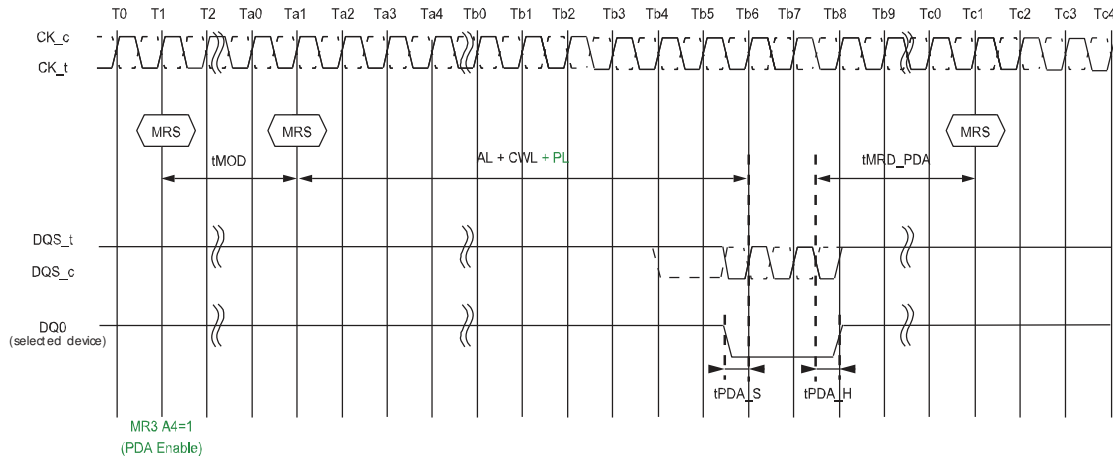 T0 T1 T2 Ta0 Ta1 Ta2 Ta3 Ta4 Tb0 Tb1 Tb2 Tb3 Tb4 Tb5 Tb6 Tb7 Tb8 Tb9 Tc0 Tc1 Tc2 Tc3 Tc4
CK_c
CK_t
MRS MRS MRS
tMOD AL + CWL + PL tMRD_PDA
DQS_t
DQS_c
DQ0
(selected device)
tPDA_S tPDA_H
MR3 A4=1
(PDA Enable)